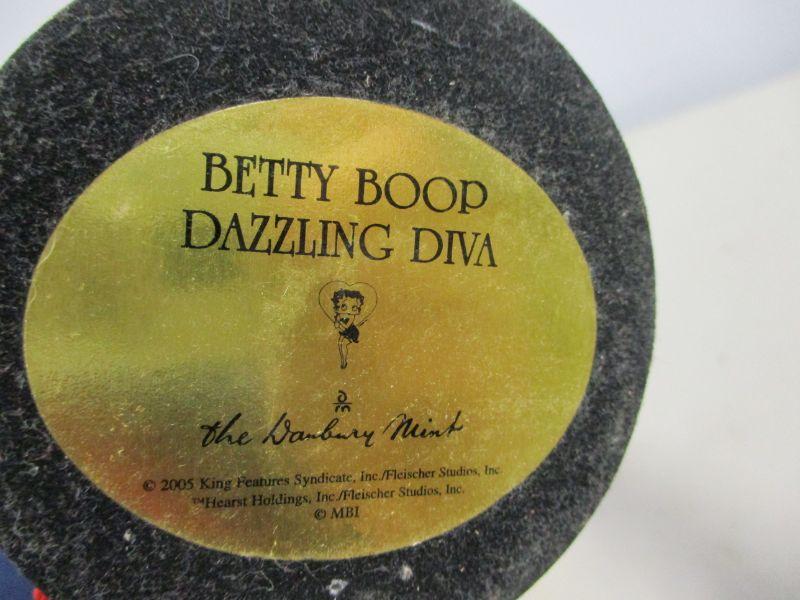 BETTY BOOP
DAZZLING DIVA
the Danbury Mint
© 2005 King Features Syndicate, Inc./Fleischer Studios, Inc.
™Hearst Holdings, Inc./Fleischer Studios, Inc.
© MBI